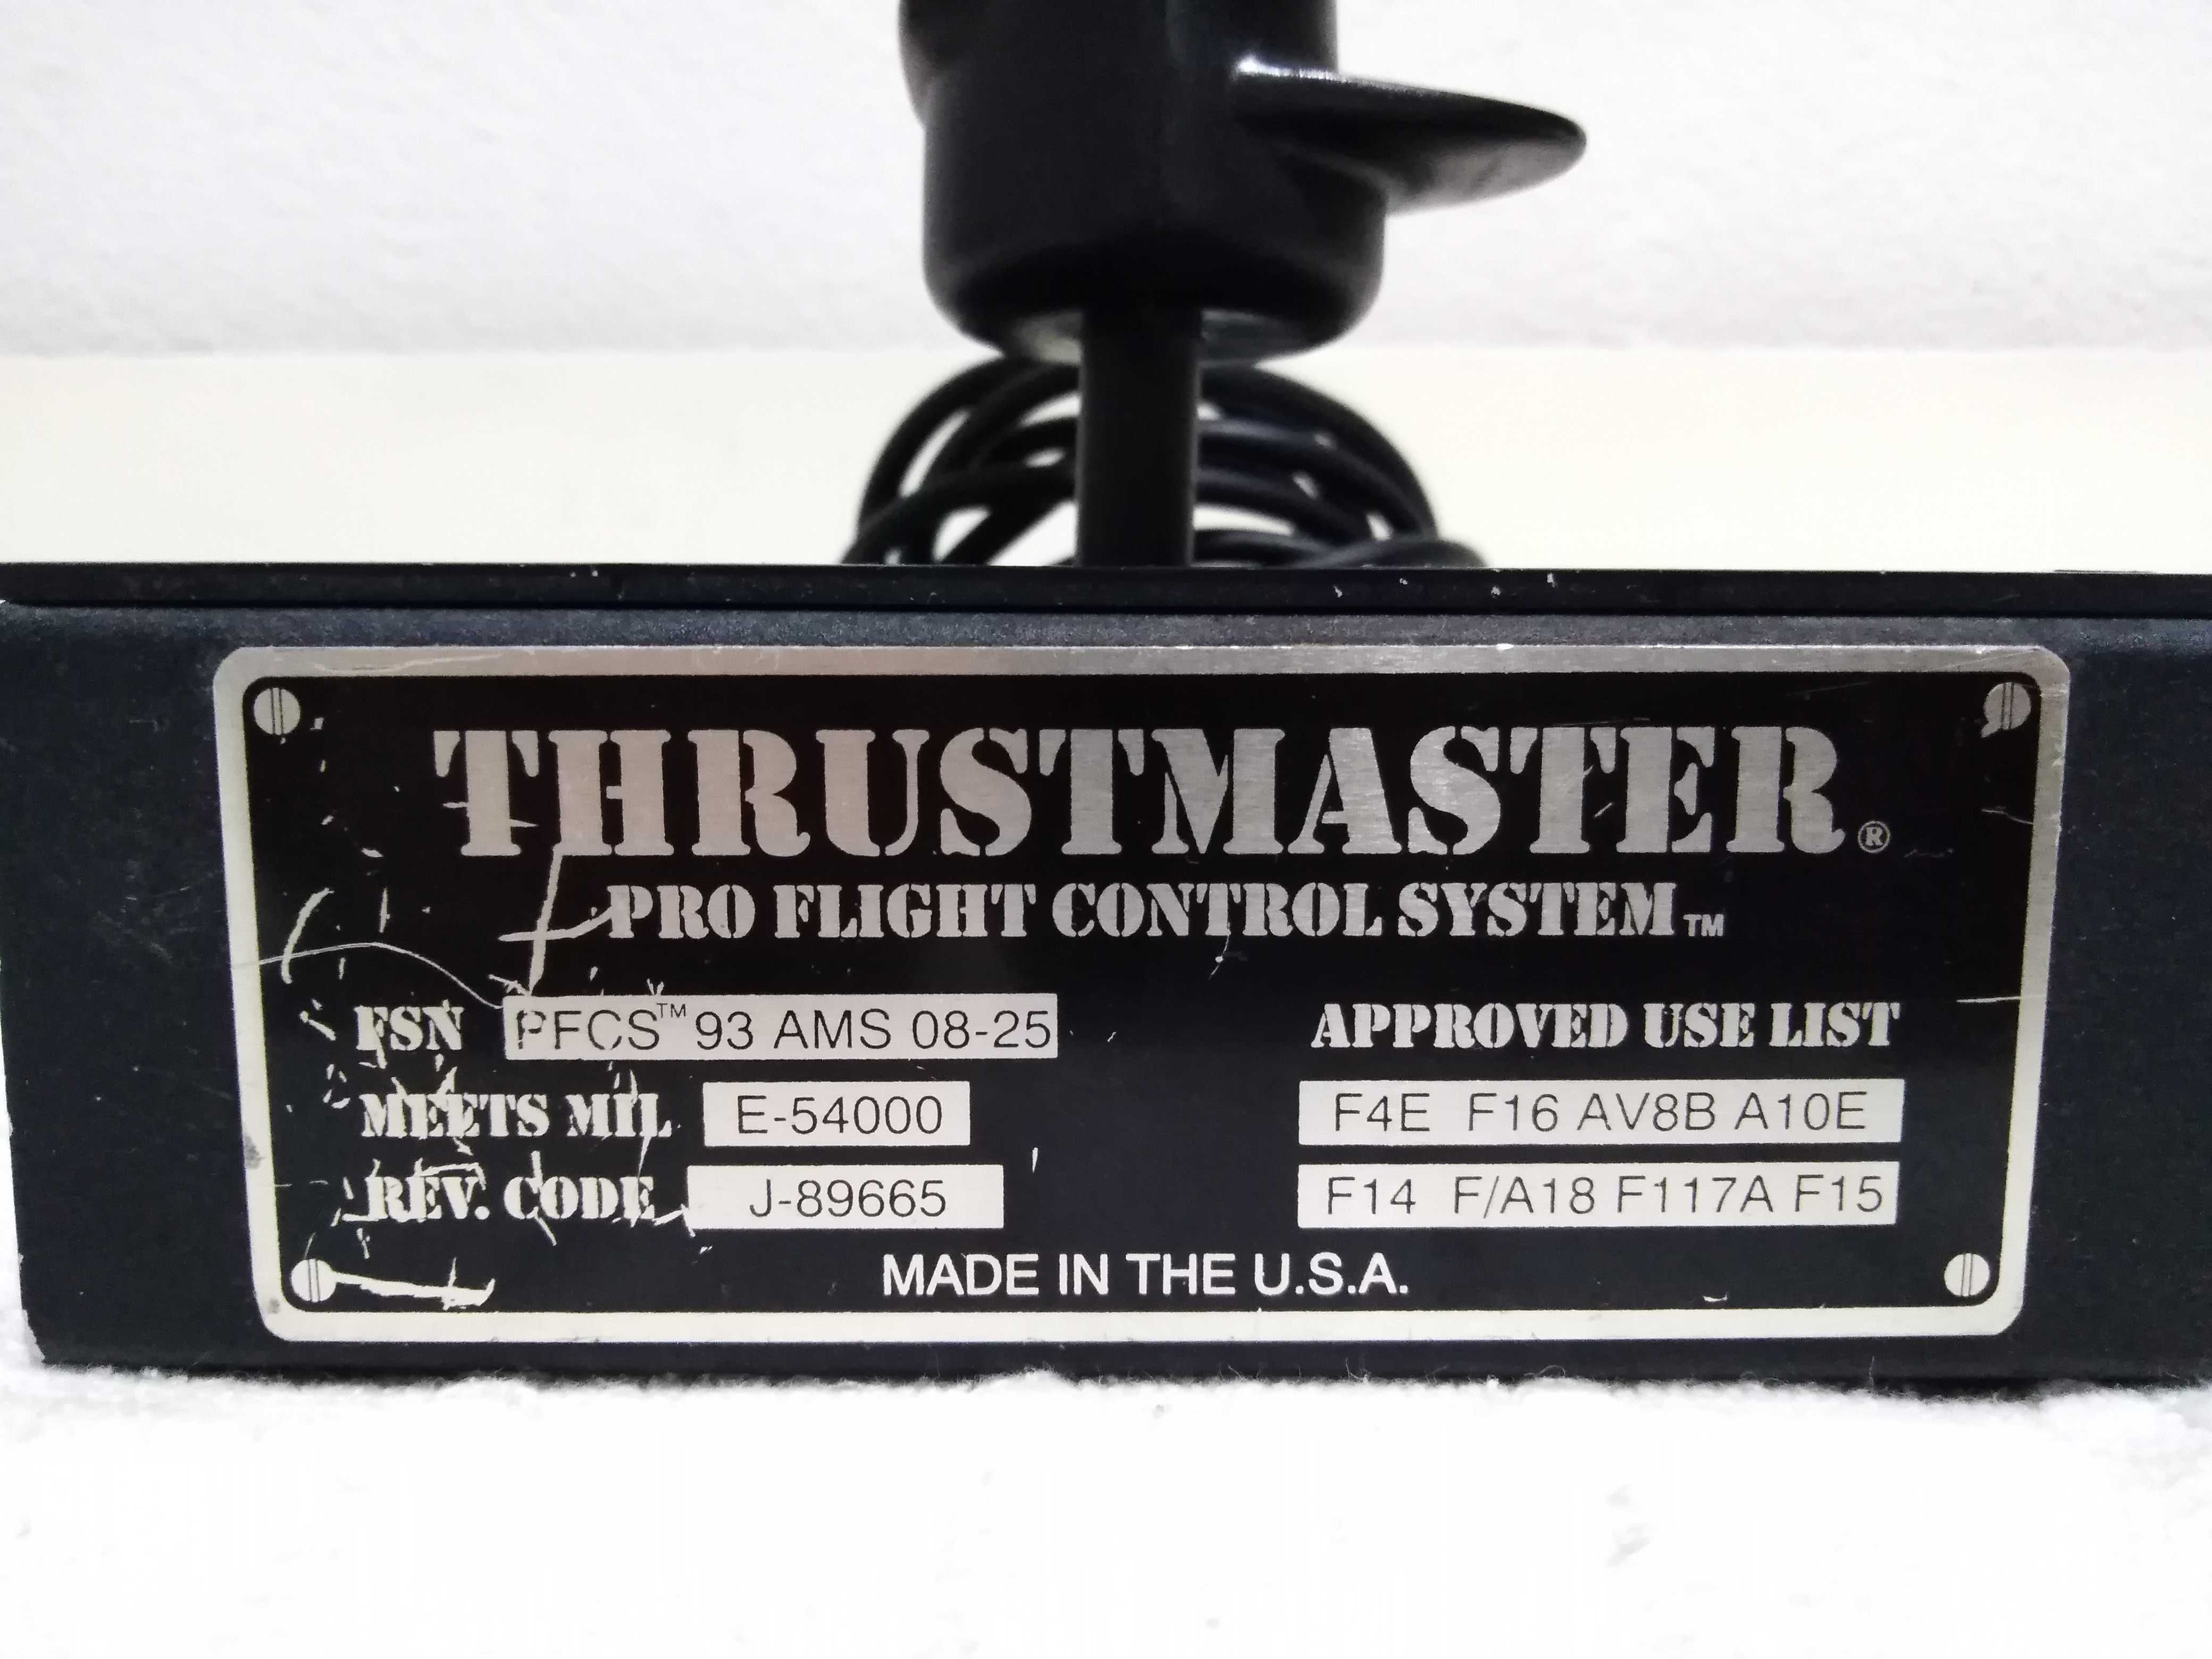 THRUSTMASTER®
PRO FLIGHT CONTROL SYSTEM™
FSN PFCS™ 93 AMS 08-25
MEETS MIL E-54000
REV. CODE J-89665
APPROVED USE LIST
F4E F16 AV8B A10E
F14 F/A18 F117A F15
MADE IN THE U.S.A.